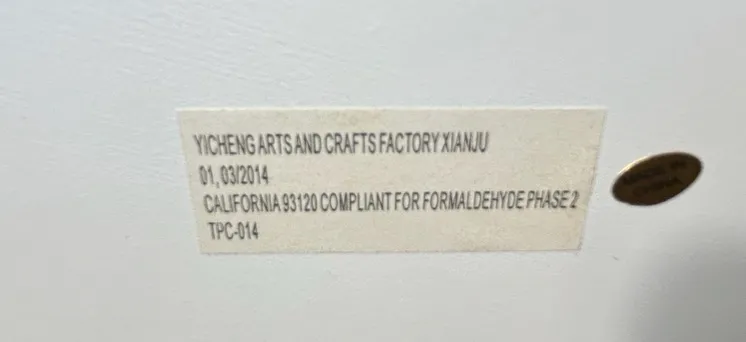 YICHENG ARTS AND CRAFTS FACTORY XIANJU
01, 03/2014
CALIFORNIA 93120 COMPLIANT FOR FORMALDEHYDE PHASE 2
TPC-014